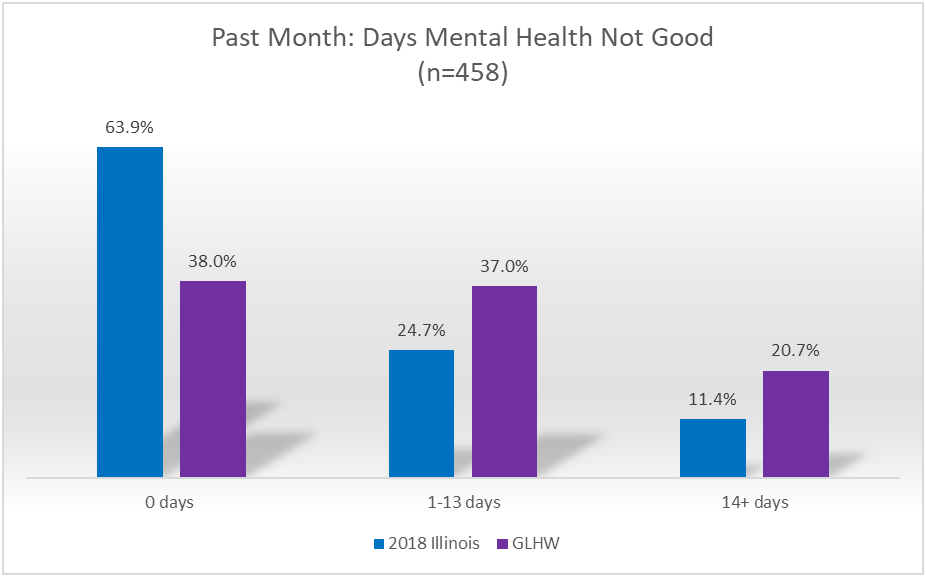 Past Month: Days Mental Health Not Good
(n=458)
63.9%
38.0%
24.7%
37.0%
11.4%
20.7%
0 days
1-13 days
14+ days
2018 Illinois
GLHW